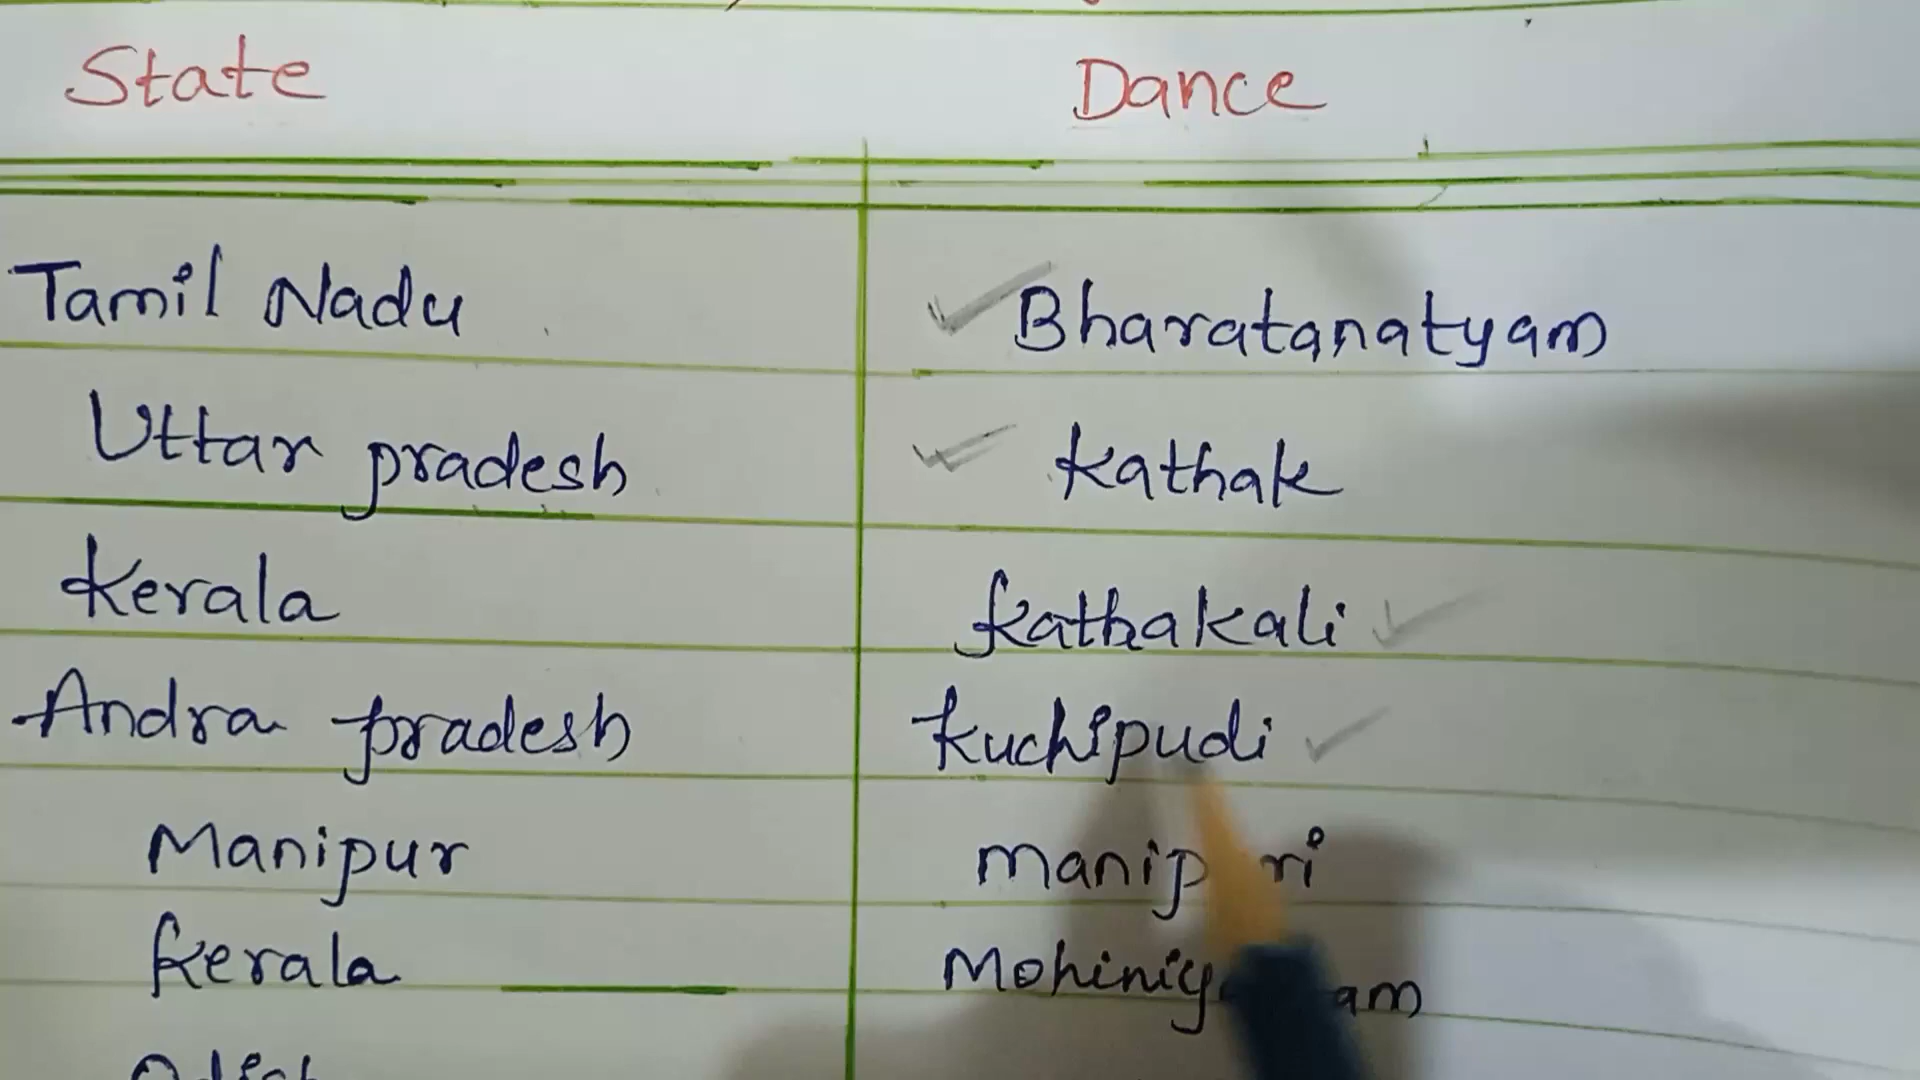 State Dance
Tamil Nadu Bharatanatyam
Uttar pradesh Kathak
Kerala Kathakali
Andra pradesh Kuchipudi
Manipur
Kerala